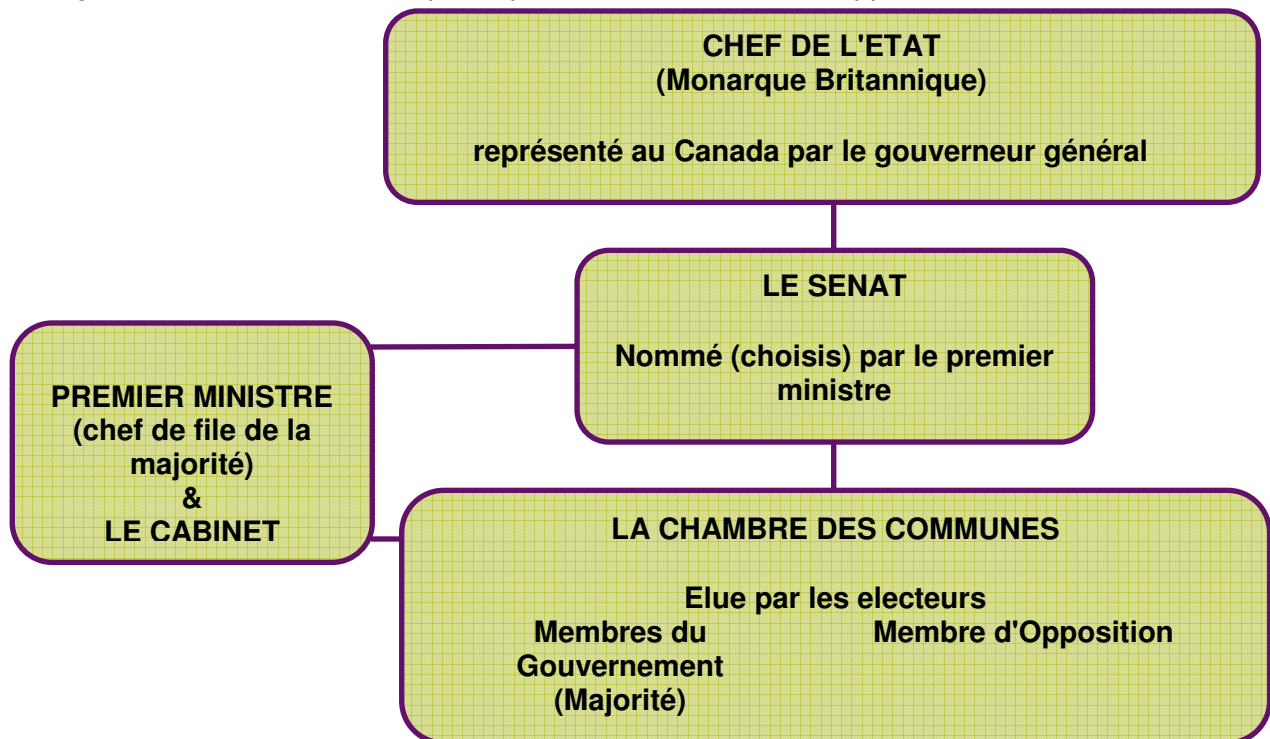 CHEF DE L'ETAT
(Monarque Britannique)
représenté au Canada par le gouverneur général
LE SENAT
Nommé (choisis) par le premier
ministre
PREMIER MINISTRE
(chef de file de la
majorité)
&
LE CABINET
LA CHAMBRE DES COMMUNES
Elue par les electeurs
Membres du
Gouvernement
(Majorité)
Membre d'Opposition